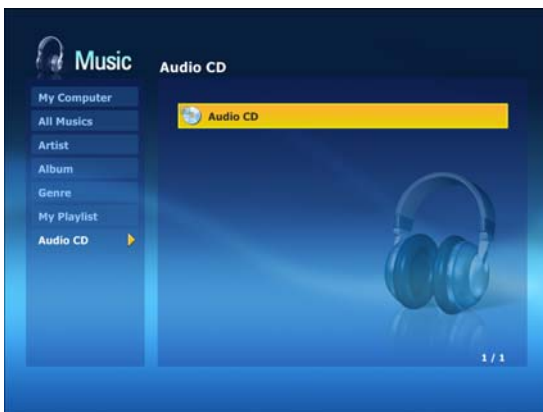 Music
Audio CD
My Computer
All Musics
Artist
Album
Genre
My Playlist
Audio CD
Audio CD
1 / 1